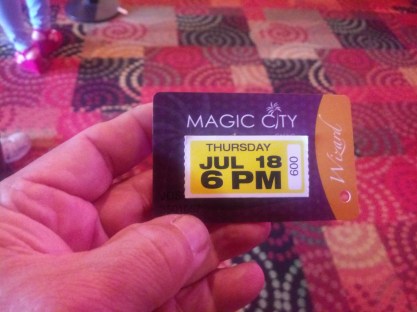 MAGIC CITY
THURSDAY
JUL 18
6 PM
600
Wizard